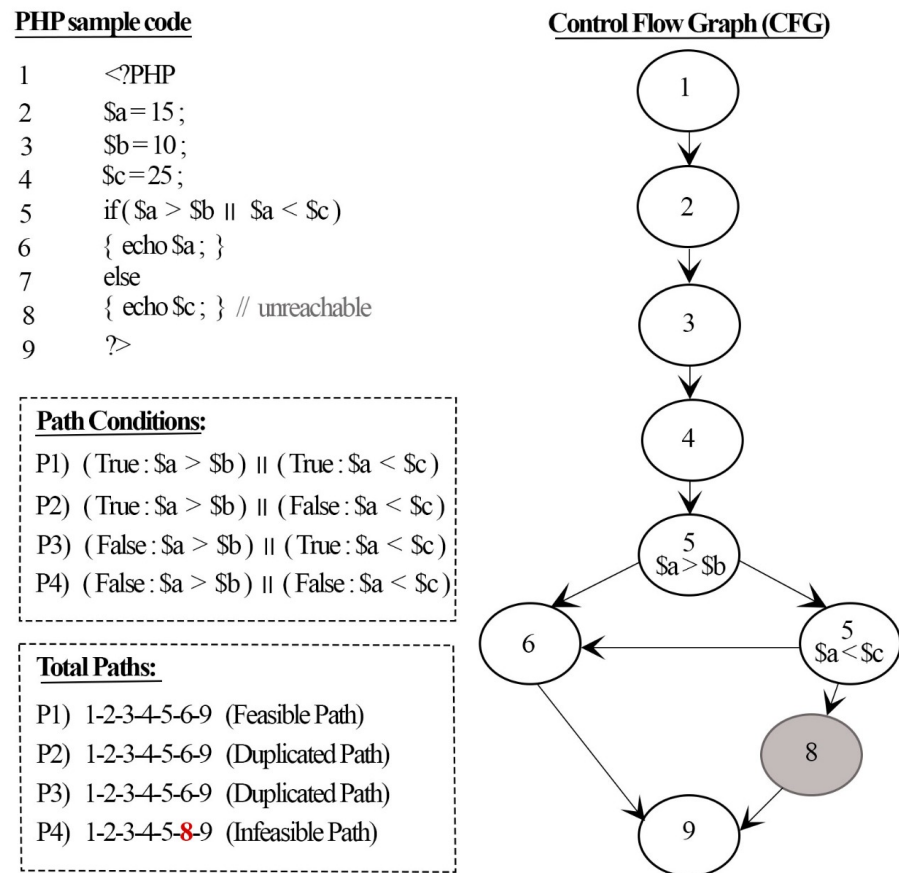 PHP sample code
1 <?PHP
2 $a=15;
3 $b=10;
4 $c=25;
5 if($a > $b || $a < $c)
6 { echo $a; }
7 else
8 { echo $c; } // unreachable
9 ?>
Path Conditions:
P1) (True: $a > $b) || (True: $a < $c)
P2) (True: $a > $b) || (False: $a < $c)
P3) (False: $a > $b) || (True: $a < $c)
P4) (False: $a > $b) || (False: $a < $c)
Total Paths:
P1) 1-2-3-4-5-6-9 (Feasible Path)
P2) 1-2-3-4-5-6-9 (Duplicated Path)
P3) 1-2-3-4-5-6-9 (Duplicated Path)
P4) 1-2-3-4-5-8-9 (Infeasible Path)
Control Flow Graph (CFG)
1
2
3
4
5
$a>$b
6
5
$a<$c
8
9